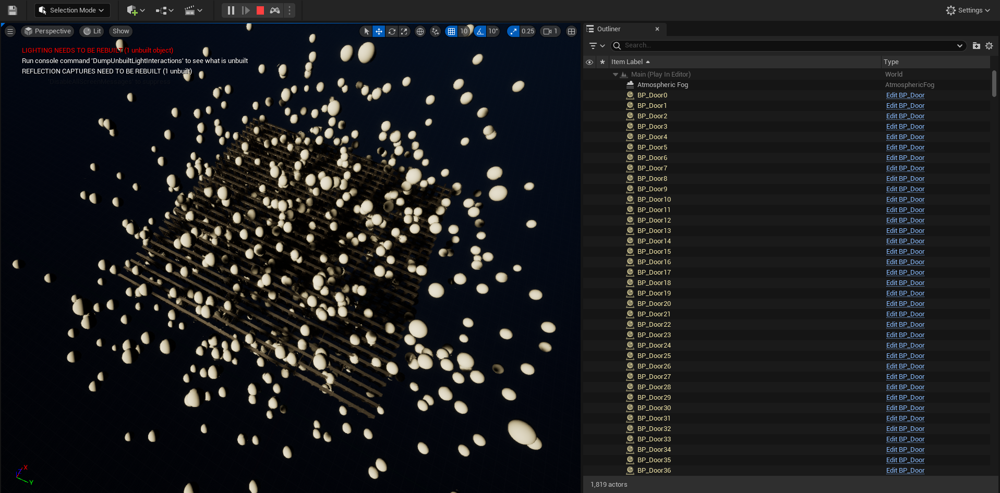 Selection Mode
Settings
Perspective
Lit
Show
10
10°
0.25
1
LIGHTING NEEDS TO BE REBUILT (1 unbuilt object)
Run console command 'DumpUnbuiltLightInteractions' to see what is unbuilt
REFLECTION CAPTURES NEED TO BE REBUILT (1 unbuilt)
'DisableAllScreenMessages' to suppress
X
Z
Y
Outliner
Search...
Item Label Type
Main (Play In Editor) World
Atmospheric Fog AtmosphericFog
BP_Door0 Edit BP_Door
BP_Door1 Edit BP_Door
BP_Door2 Edit BP_Door
BP_Door3 Edit BP_Door
BP_Door4 Edit BP_Door
BP_Door5 Edit BP_Door
BP_Door6 Edit BP_Door
BP_Door7 Edit BP_Door
BP_Door8 Edit BP_Door
BP_Door9 Edit BP_Door
BP_Door10 Edit BP_Door
BP_Door11 Edit BP_Door
BP_Door12 Edit BP_Door
BP_Door13 Edit BP_Door
BP_Door14 Edit BP_Door
BP_Door15 Edit BP_Door
BP_Door16 Edit BP_Door
BP_Door17 Edit BP_Door
BP_Door18 Edit BP_Door
BP_Door19 Edit BP_Door
BP_Door20 Edit BP_Door
BP_Door21 Edit BP_Door
BP_Door22 Edit BP_Door
BP_Door23 Edit BP_Door
BP_Door24 Edit BP_Door
BP_Door25 Edit BP_Door
BP_Door26 Edit BP_Door
BP_Door27 Edit BP_Door
BP_Door28 Edit BP_Door
BP_Door29 Edit BP_Door
BP_Door30 Edit BP_Door
BP_Door31 Edit BP_Door
BP_Door32 Edit BP_Door
BP_Door33 Edit BP_Door
BP_Door34 Edit BP_Door
BP_Door35 Edit BP_Door
BP_Door36 Edit BP_Door
1,819 actors